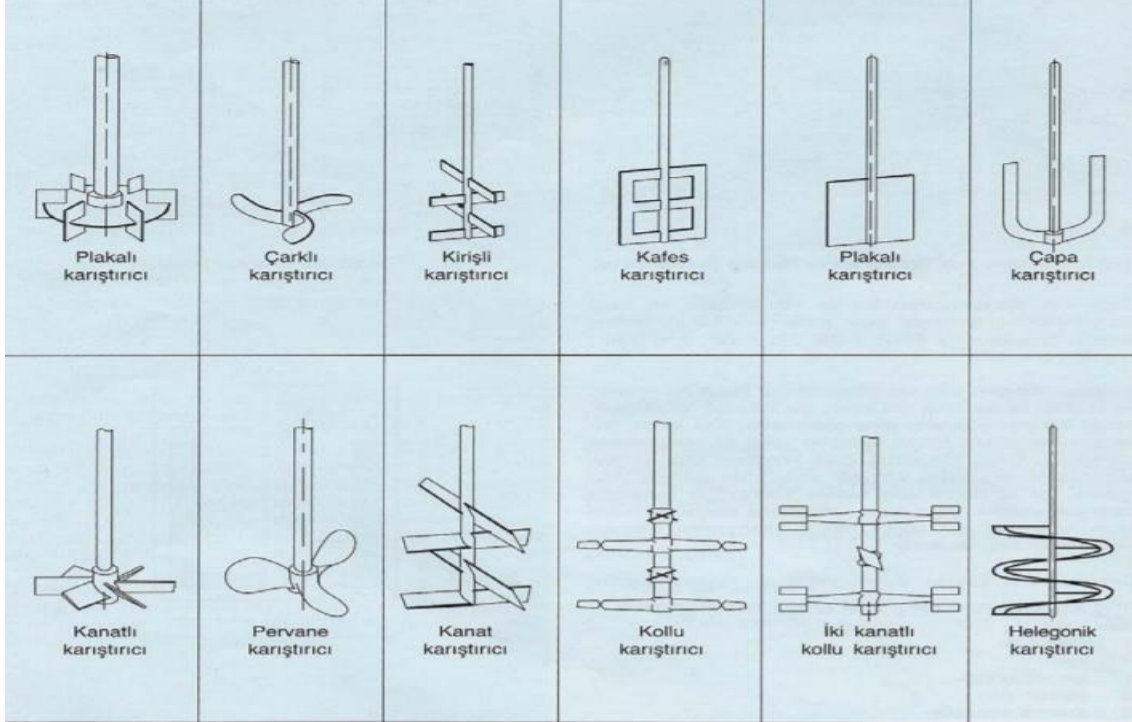 Plakalı
karıştırıcı
Çarklı
karıştırıcı
Kirişli
karıştırıcı
Kafes
karıştırıcı
Plakalı
karıştırıcı
Çapa
karıştırıcı
Kanatlı
karıştırıcı
Pervane
karıştırıcı
Kanat
karıştırıcı
Kollu
karıştırıcı
İki kanatlı
kollu karıştırıcı
Helegonik
karıştırıcı